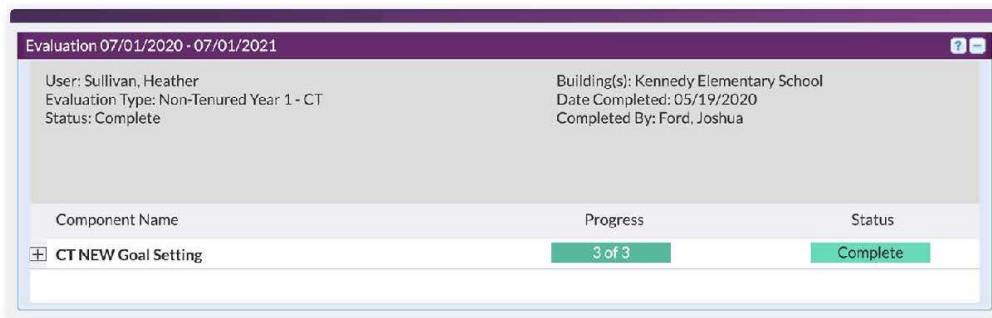 Evaluation 07/01/2020 - 07/01/2021
?
User: Sullivan, Heather
Evaluation Type: Non-Tenured Year 1 - CT
Status: Complete
Building(s): Kennedy Elementary School
Date Completed: 05/19/2020
Completed By: Ford, Joshua
Component Name Progress Status
CT NEW Goal Setting 3 of 3 Complete